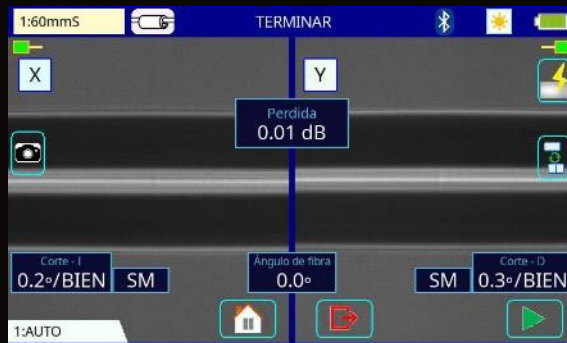 1:60mmS
TERMINAR
X
Y
Perdida
0.01 dB
Corte - I
0.2°/BIEN
SM
Ángulo de fibra
0.0°
SM
Corte - D
0.3°/BIEN
1:AUTO